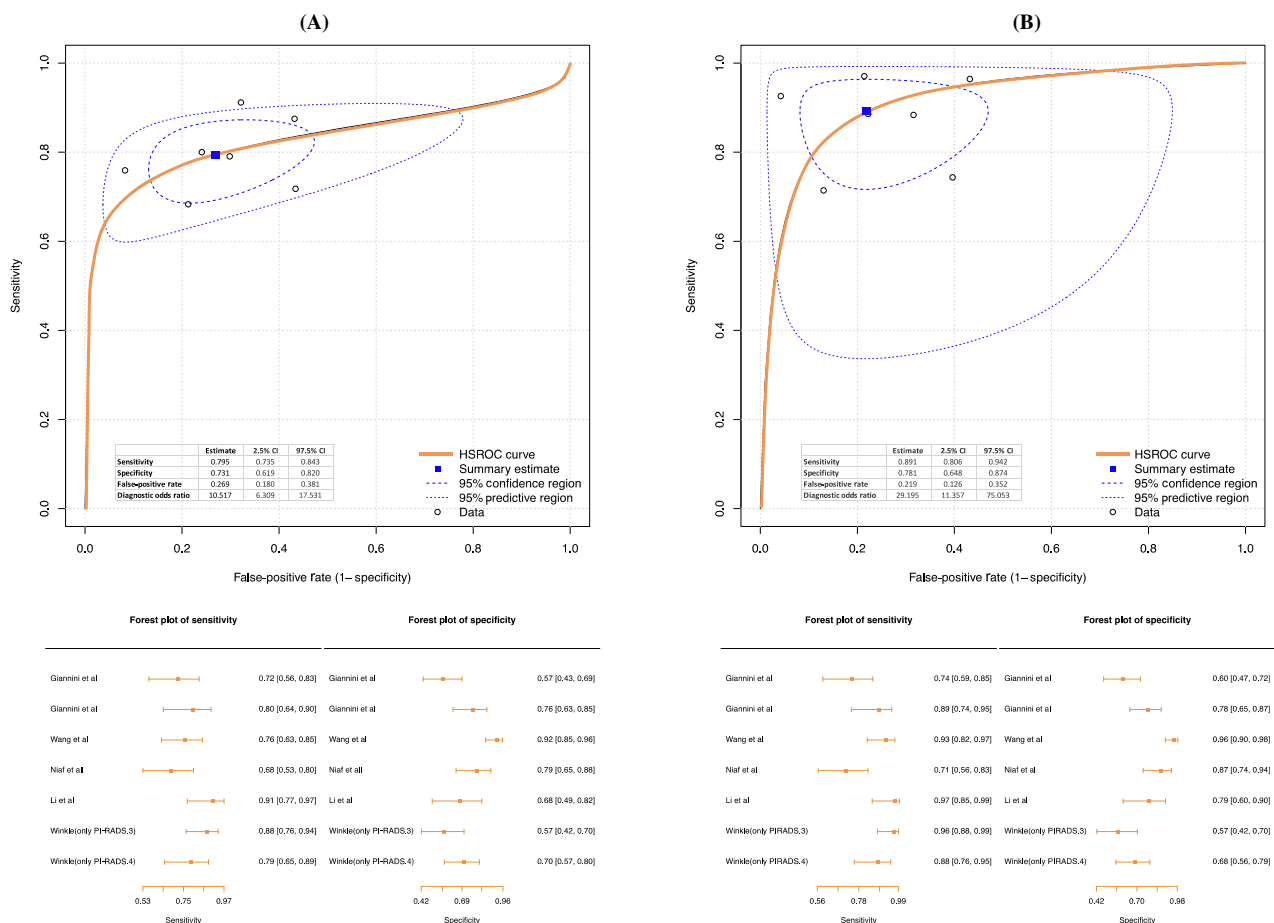 (A)
1.0
0.8
0.6
0.4
0.2
0.0
Sensitivity
Estimate 2.5% CI 97.5% CI
Sensitivity 0.795 0.735 0.843
Specificity 0.731 0.619 0.820
False-positive rate 0.269 0.180 0.381
Diagnostic odds ratio 10.517 6.309 17.531
HSROC curve
Summary estimate
95% confidence region
95% predictive region
Data
0.0 0.2 0.4 0.6 0.8 1.0
False-positive rate (1– specificity)
Forest plot of sensitivity Forest plot of specificity
Giannini et al 0.72 [0.56, 0.83] Giannini et al 0.57 [0.43, 0.69]
Giannini et al 0.80 [0.64, 0.90] Giannini et al 0.76 [0.63, 0.85]
Wang et al 0.76 [0.63, 0.85] Wang et al 0.92 [0.85, 0.96]
Niaf et all 0.68 [0.53, 0.80] Niaf et all 0.79 [0.65, 0.88]
Li et al 0.91 [0.77, 0.97] Li et al 0.68 [0.49, 0.82]
Winkle(only PI-RADS.3) 0.88 [0.76, 0.94] Winkle(only PI-RADS.3) 0.57 [0.42, 0.70]
Winkle(only PI-RADS.4) 0.79 [0.65, 0.89] Winkle(only PI-RADS.4) 0.70 [0.57, 0.80]
0.53 0.75 0.97 0.42 0.69 0.96
Sensitivity Specificity
(B)
1.0
0.8
0.6
0.4
0.2
0.0
Sensitivity
Estimate 2.5% CI 97.5% CI
Sensitivity 0.891 0.806 0.942
Specificity 0.781 0.648 0.874
False-positive rate 0.219 0.126 0.352
Diagnostic odds ratio 29.195 11.357 75.053
HSROC curve
Summary estimate
95% confidence region
95% predictive region
Data
0.0 0.2 0.4 0.6 0.8 1.0
False-positive rate (1– specificity)
Forest plot of sensitivity Forest plot of specificity
Giannini et al 0.74 [0.59, 0.85] Giannini et al 0.60 [0.47, 0.72]
Giannini et al 0.89 [0.74, 0.95] Giannini et al 0.78 [0.65, 0.87]
Wang et al 0.93 [0.82, 0.97] Wang et al 0.96 [0.90, 0.98]
Niaf et al 0.71 [0.56, 0.83] Niaf et al 0.87 [0.74, 0.94]
Li et al 0.97 [0.85, 0.99] Li et al 0.79 [0.60, 0.90]
Winkle(only PIRADS.3) 0.96 [0.88, 0.99] Winkle(only PIRADS.3) 0.57 [0.42, 0.70]
Winkle(only PIRADS.4) 0.88 [0.76, 0.95] Winkle(only PIRADS.4) 0.68 [0.56, 0.79]
0.56 0.78 0.99 0.42 0.70 0.98
Sensitivity Specificity